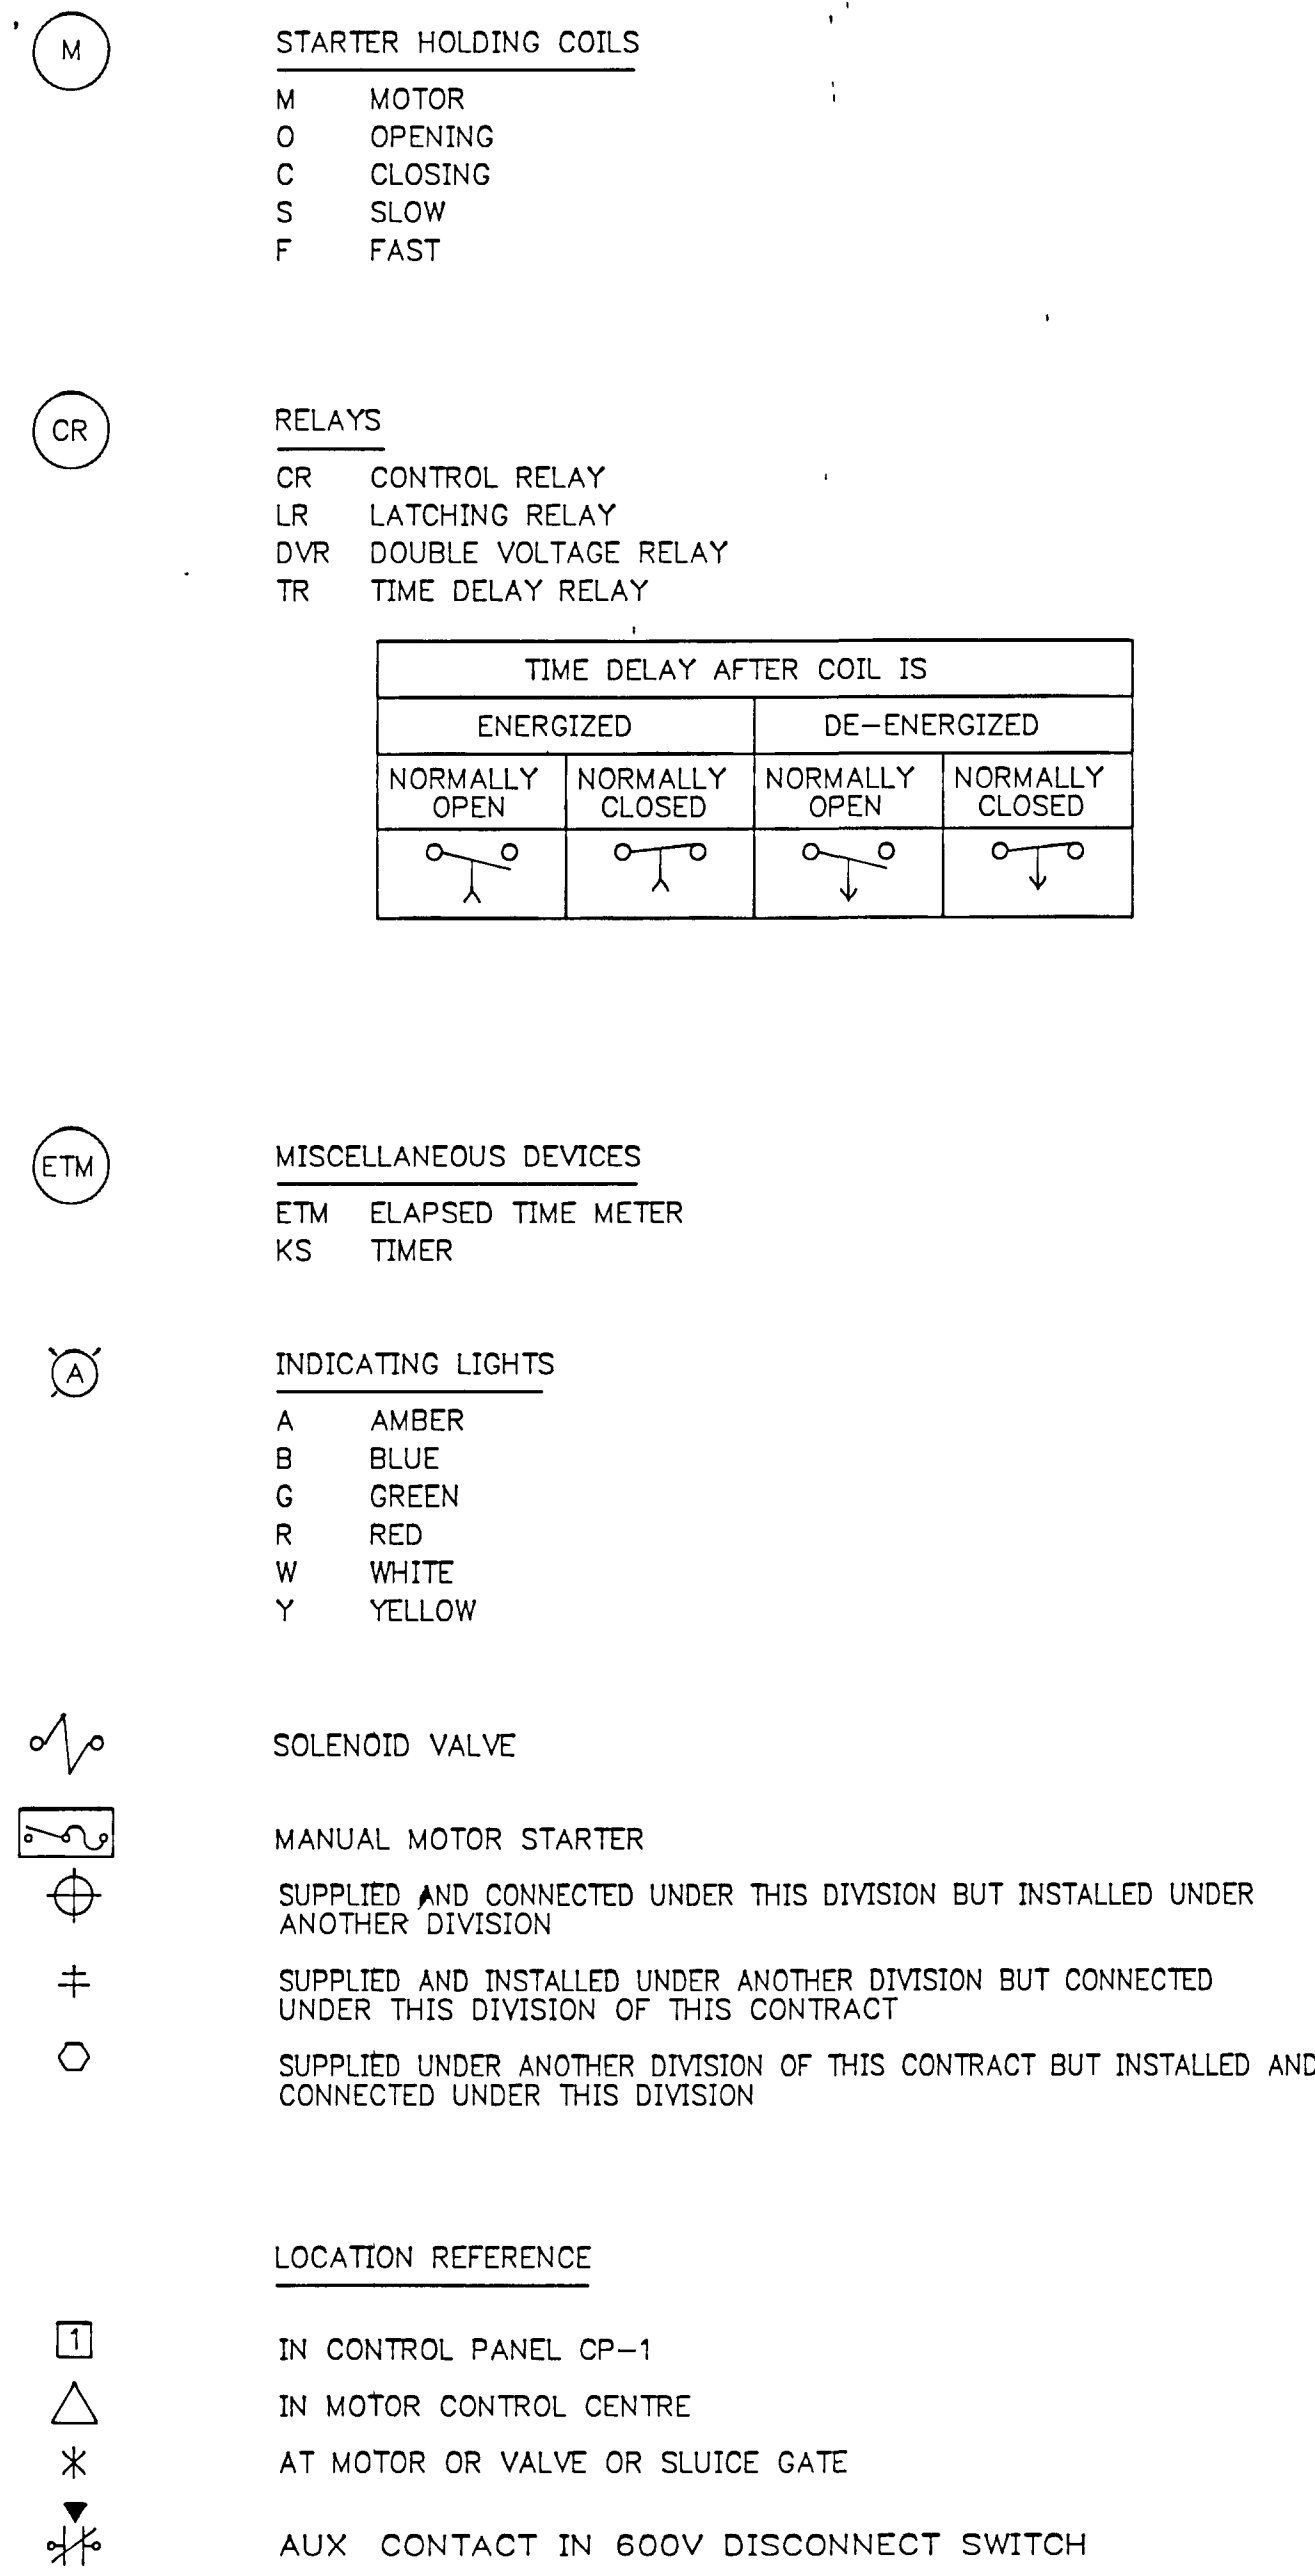 M STARTER HOLDING COILS
M MOTOR
O OPENING
C CLOSING
S SLOW
F FAST
CR RELAYS
CR CONTROL RELAY
LR LATCHING RELAY
DVR DOUBLE VOLTAGE RELAY
TR TIME DELAY RELAY
TIME DELAY AFTER COIL IS
ENERGIZED DE-ENERGIZED
NORMALLY OPEN NORMALLY CLOSED NORMALLY OPEN NORMALLY CLOSED
ETM MISCELLANEOUS DEVICES
ETM ELAPSED TIME METER
KS TIMER
A INDICATING LIGHTS
A AMBER
B BLUE
G GREEN
R RED
W WHITE
Y YELLOW
SOLENOID VALVE
MANUAL MOTOR STARTER
SUPPLIED AND CONNECTED UNDER THIS DIVISION BUT INSTALLED UNDER
ANOTHER DIVISION
SUPPLIED AND INSTALLED UNDER ANOTHER DIVISION BUT CONNECTED
UNDER THIS DIVISION OF THIS CONTRACT
SUPPLIED UNDER ANOTHER DIVISION OF THIS CONTRACT BUT INSTALLED AND
CONNECTED UNDER THIS DIVISION
LOCATION REFERENCE
1 IN CONTROL PANEL CP-1
IN MOTOR CONTROL CENTRE
AT MOTOR OR VALVE OR SLUICE GATE
AUX CONTACT IN 600V DISCONNECT SWITCH